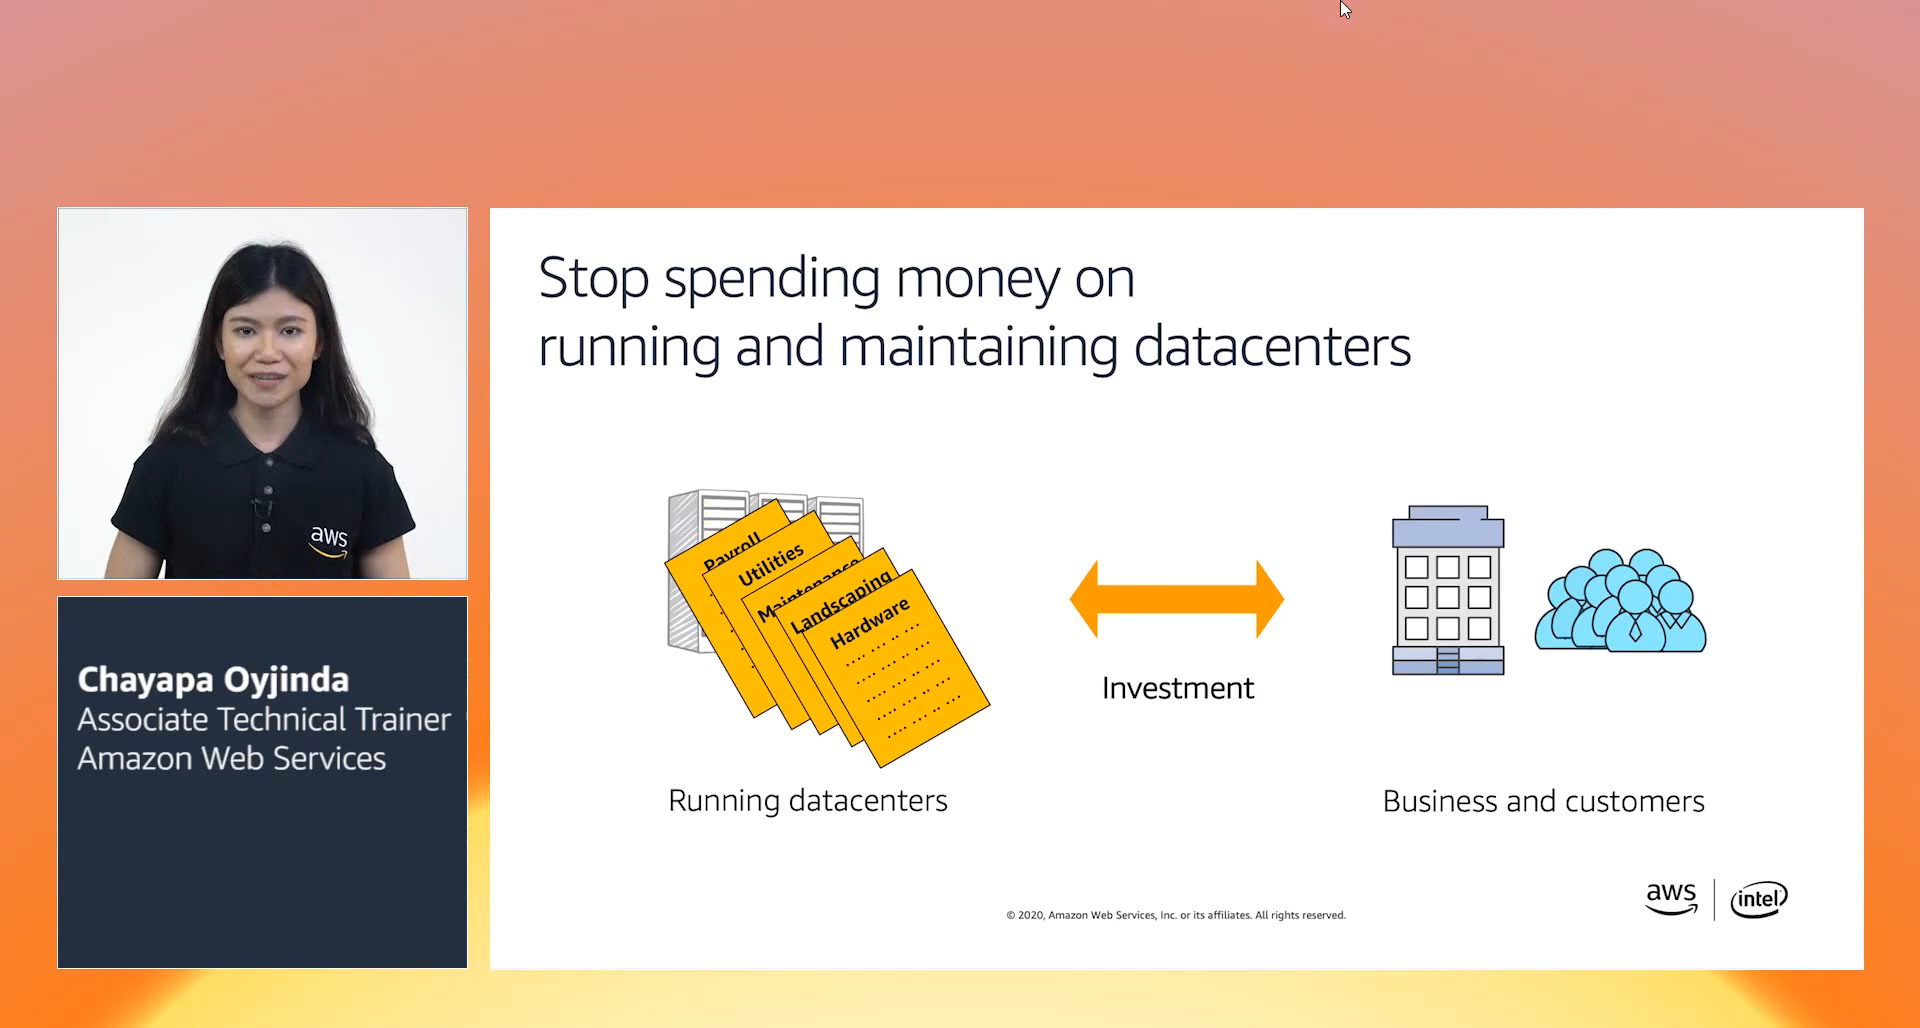 aws
Chayapa Oyjinda
Associate Technical Trainer
Amazon Web Services
Stop spending money on
running and maintaining datacenters
Payroll
Utilities
Maintenance
Landscaping
Hardware
Investment
Running datacenters
Business and customers
© 2020, Amazon Web Services, Inc. or its affiliates. All rights reserved.
aws
intel